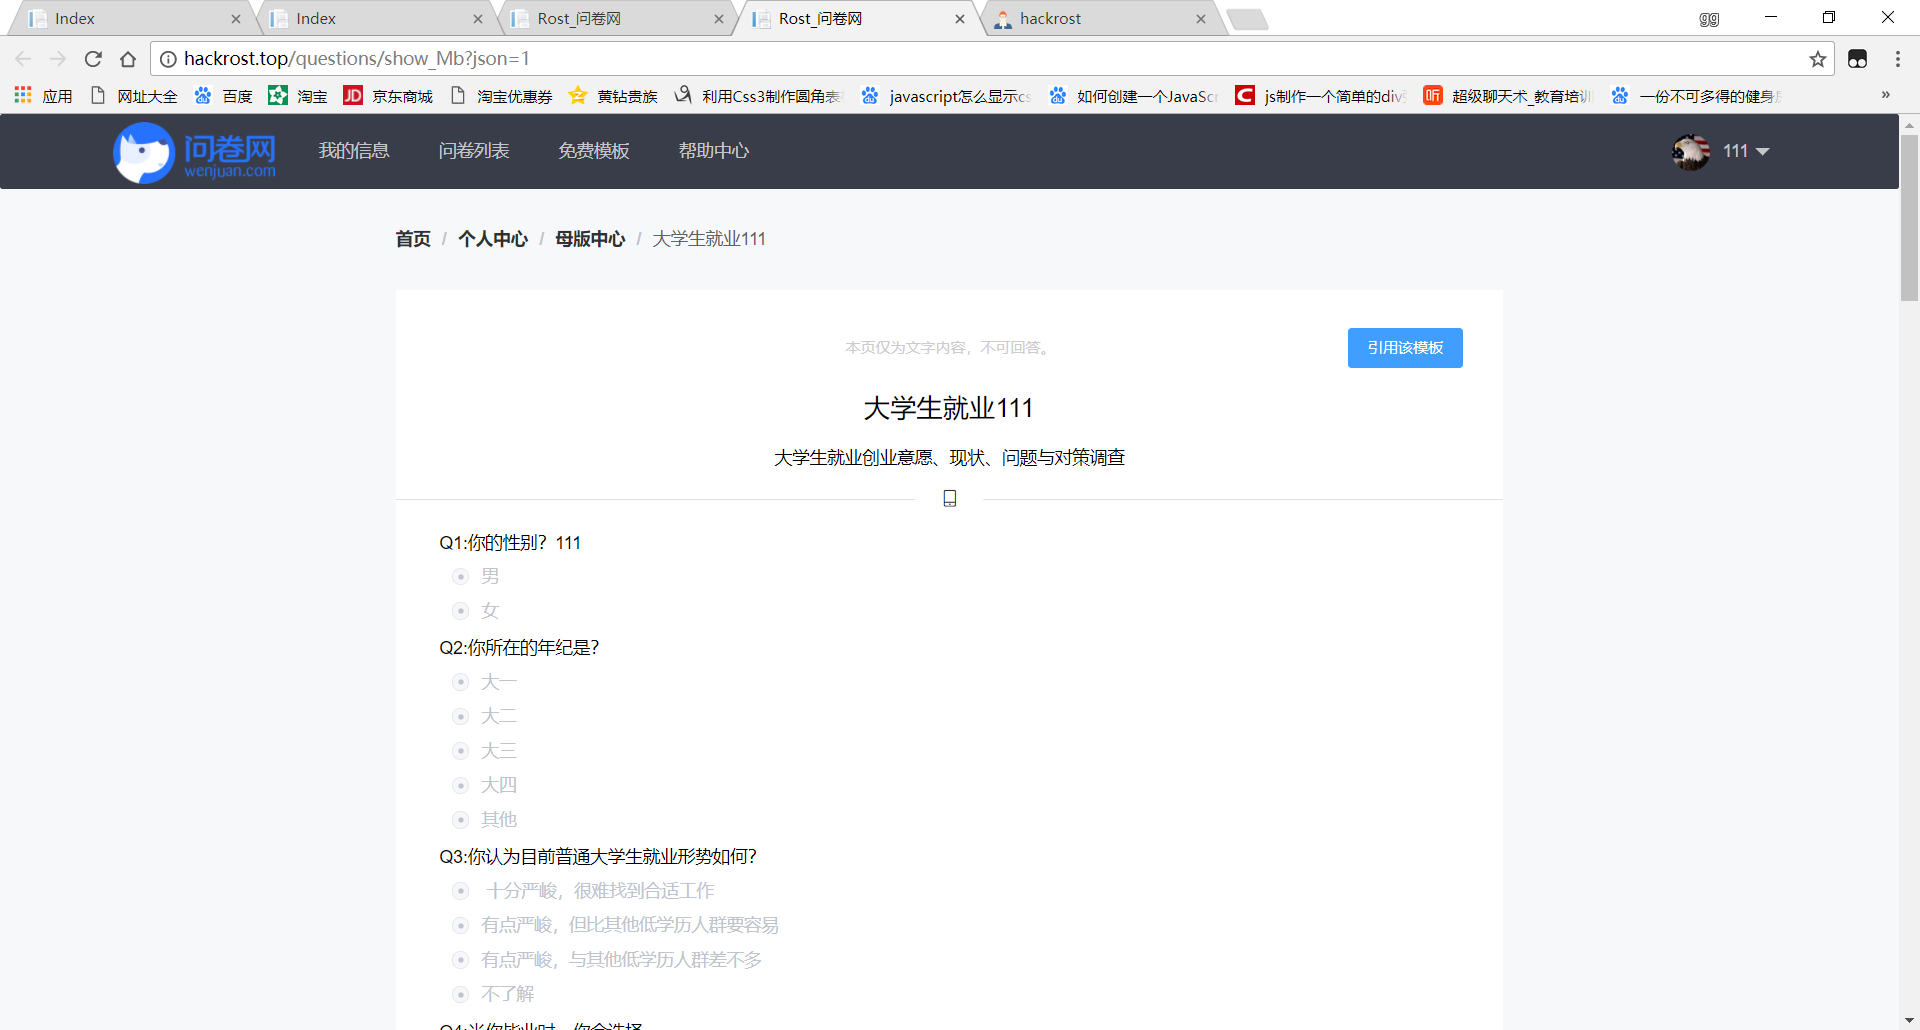 Index
Index
Rost_问卷网
Rost_问卷网
hackrost
gg
hackrost.top/questions/show_Mb?json=1
应用
网址大全
百度
淘宝
JD 京东商城
淘宝优惠券
黄钻贵族
利用Css3制作圆角表
javascript怎么显示cs
如何创建一个JavaScr
js制作一个简单的div
听 超级聊天术_教育培训
一份不可多得的健身
»
问卷网
wenjuan.com
我的信息
问卷列表
免费模板
帮助中心
111
首页 / 个人中心 / 母版中心 / 大学生就业111
本页仅为文字内容，不可回答。
引用该模板
大学生就业111
大学生就业创业意愿、现状、问题与对策调查
Q1:你的性别？111
男
女
Q2:你所在的年纪是?
大一
大二
大三
大四
其他
Q3:你认为目前普通大学生就业形势如何?
十分严峻，很难找到合适工作
有点严峻，但比其他低学历人群要容易
有点严峻，与其他低学历人群差不多
不了解
Q4:当你毕业时，你会选择